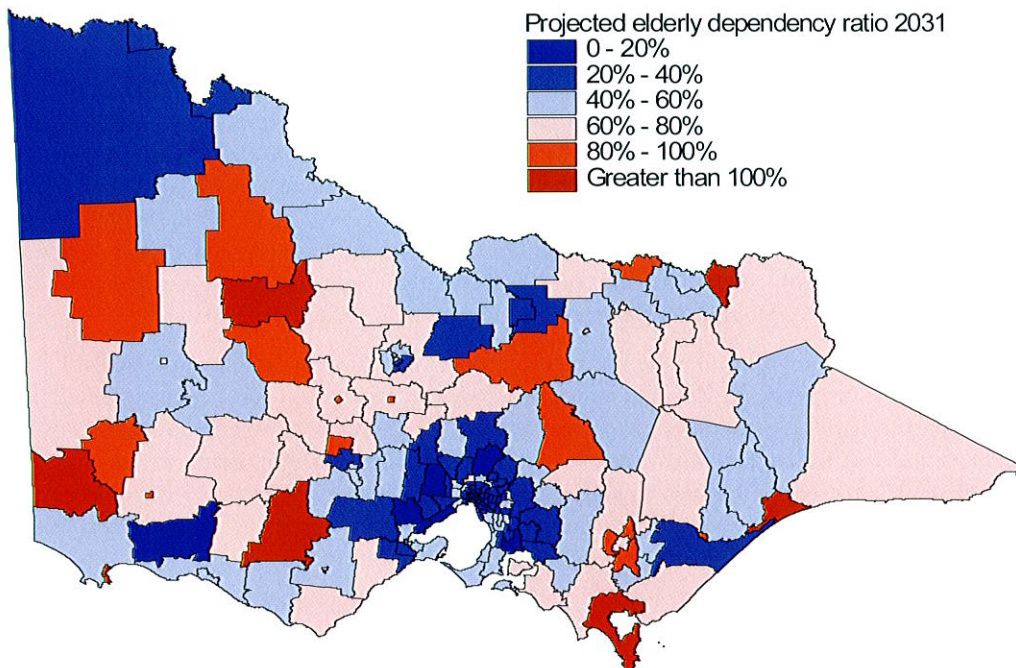 Projected elderly dependency ratio 2031
0 - 20%
20% - 40%
40% - 60%
60% - 80%
80% - 100%
Greater than 100%